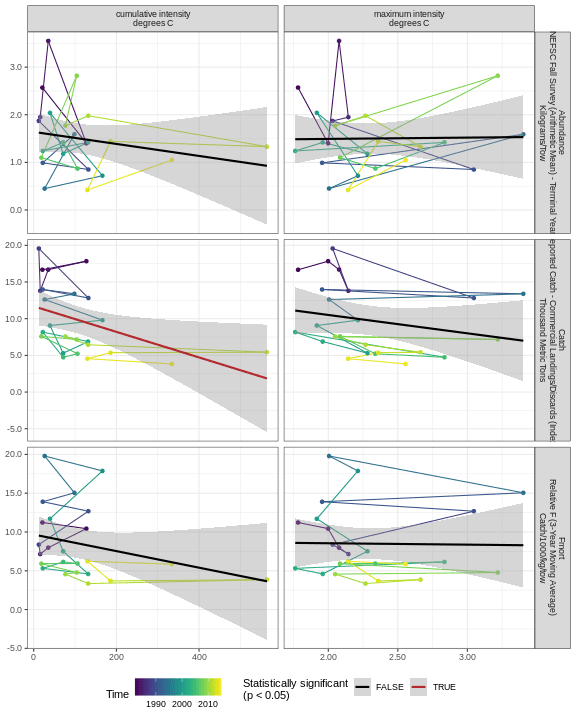 cumulative intensity
degrees C
maximum intensity
degrees C
3.0
2.0
1.0
0.0
Abundance
NEFSC Fall Survey (Arithmetic Mean) - Terminal Year
Kilograms/Tow
20.0
15.0
10.0
5.0
0.0
-5.0
Catch
eported Catch - Commercial Landings/Discards (Inde
Thousand Metric Tons
20.0
15.0
10.0
5.0
0.0
-5.0
Fmort
Relative F (3-Year Moving Average)
Catch/1000/kg/tow
0
200
400
2.00
2.50
3.00
Time
1990 2000 2010
Statistically significant
(p < 0.05)
FALSE
TRUE